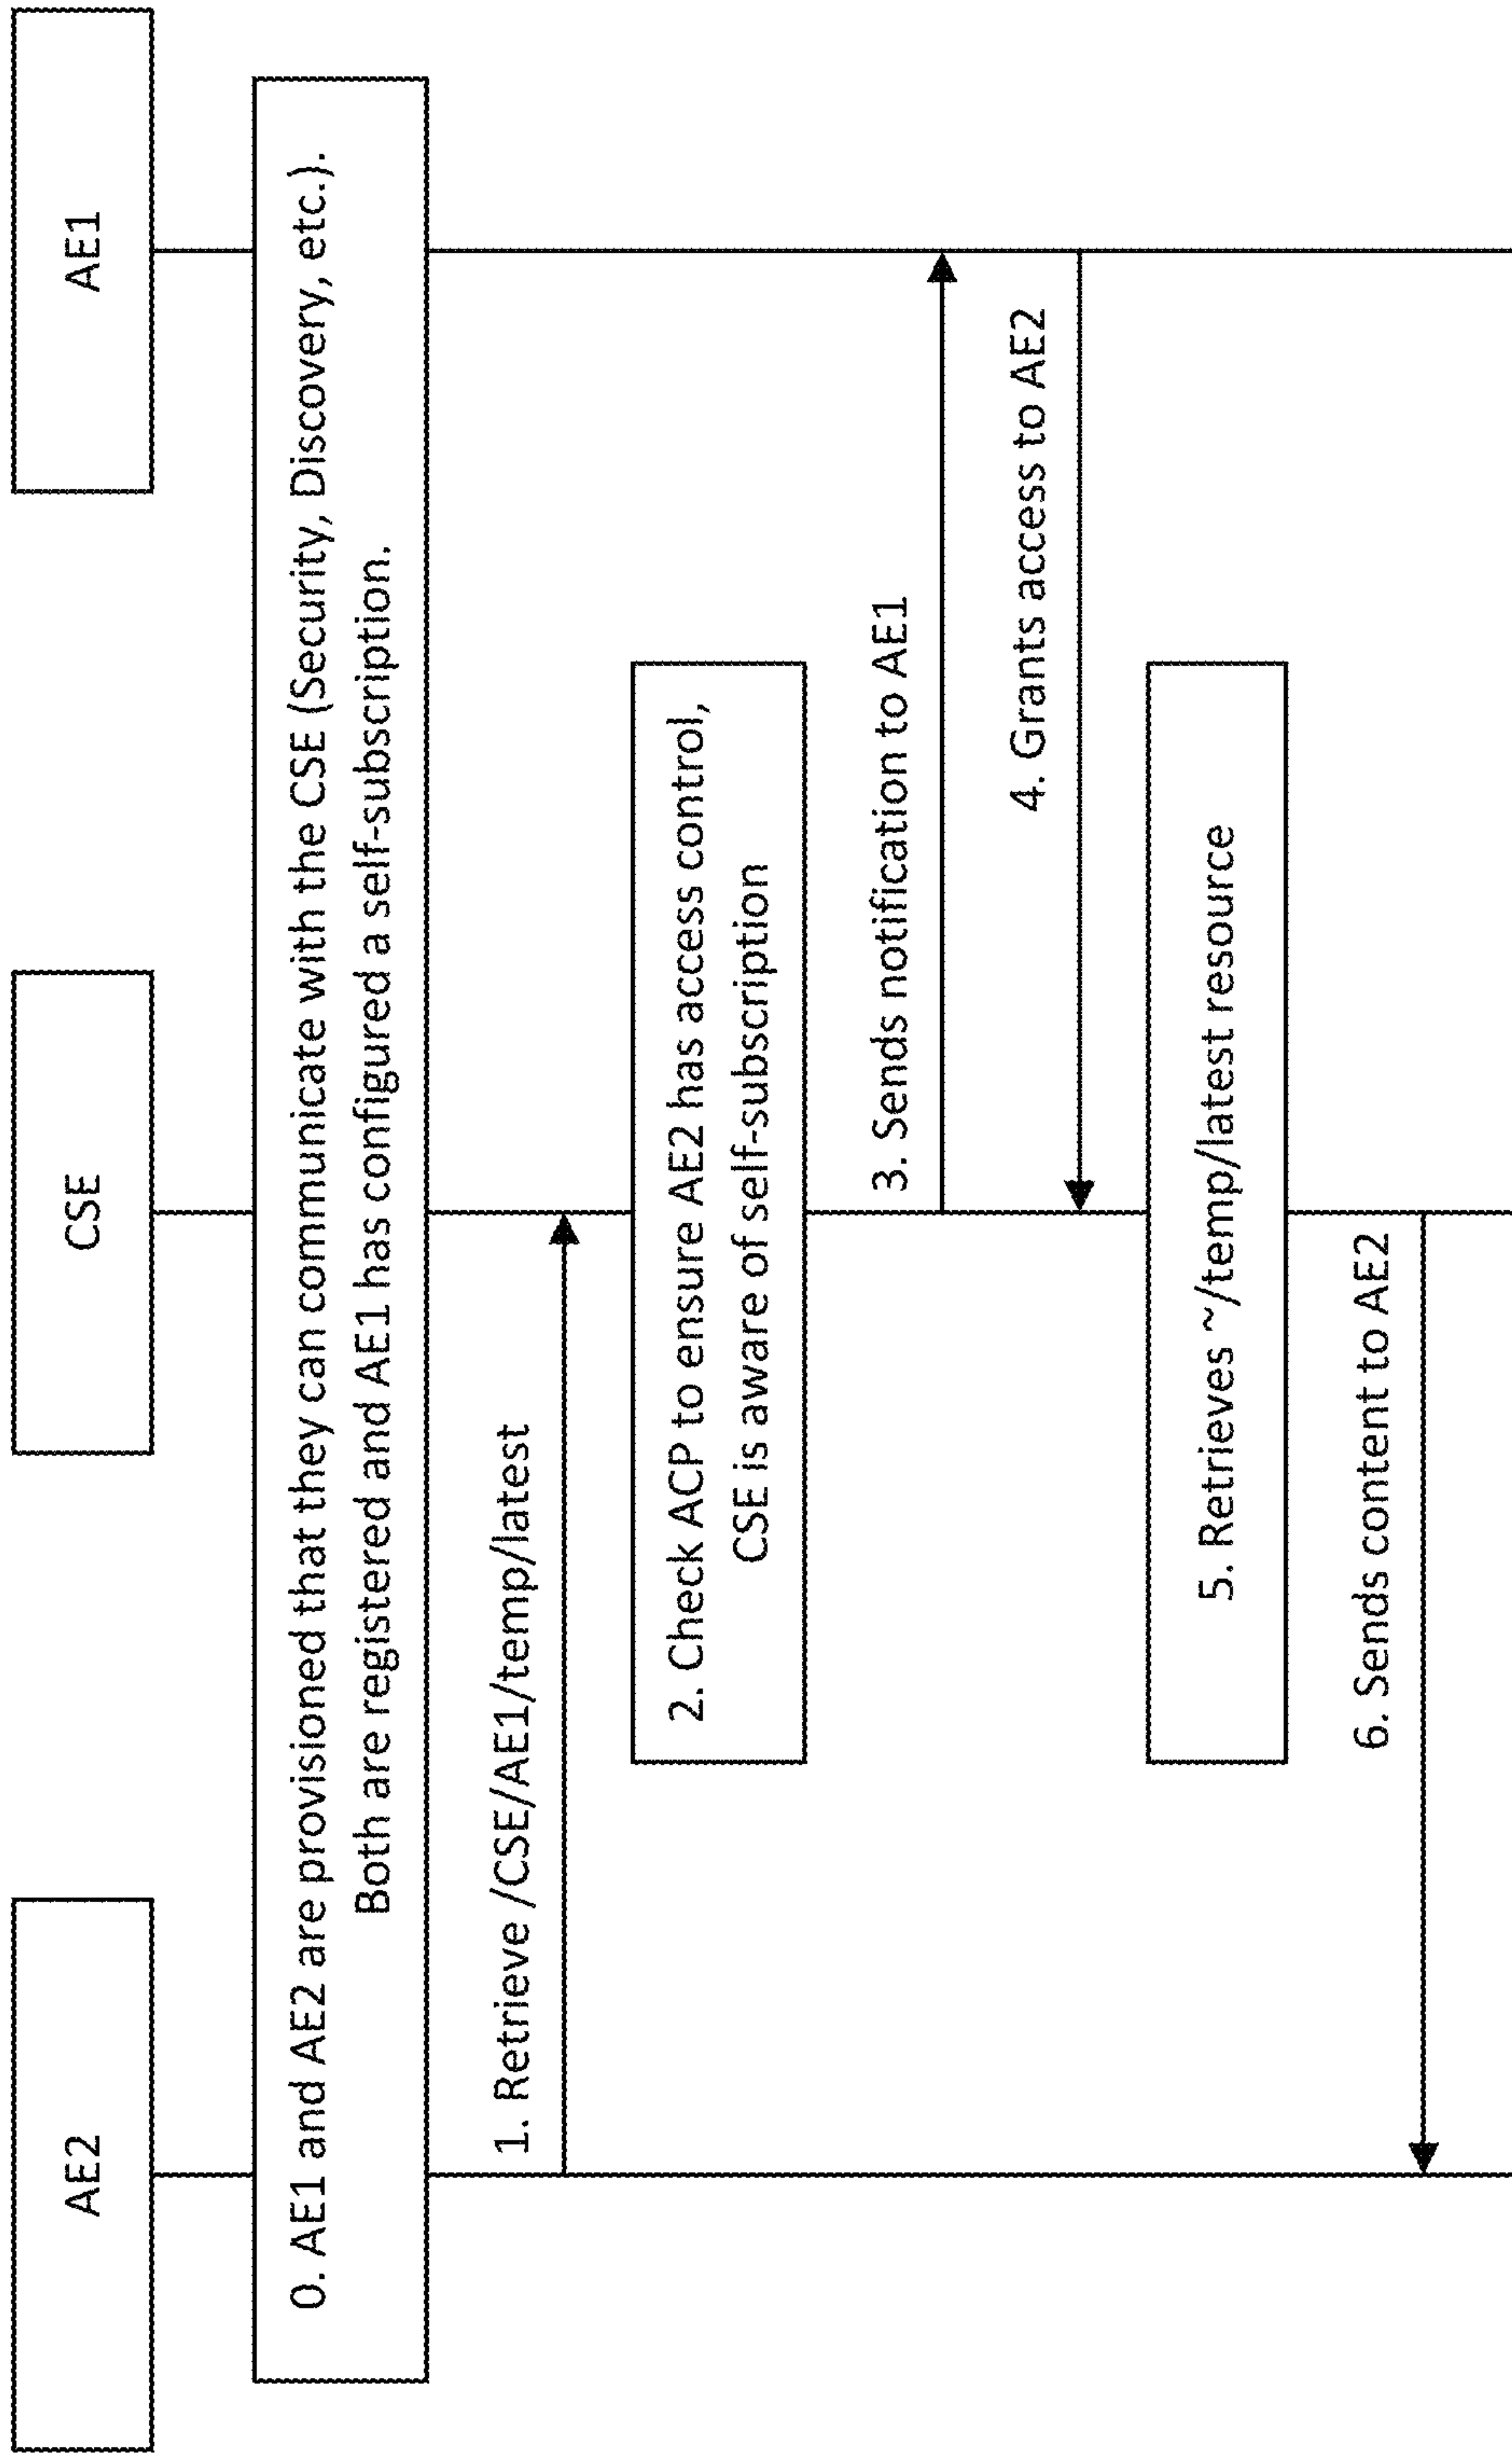 AE2
CSE
AE1
0. AE1 and AE2 are provisioned that they can communicate with the CSE (Security, Discovery, etc.).
Both are registered and AE1 has configured a self-subscription.
1. Retrieve /CSE/AE1/temp/latest
2. Check ACP to ensure AE2 has access control,
CSE is aware of self-subscription
3. Sends notification to AE1
4. Grants access to AE2
5. Retrieves ~/temp/latest resource
6. Sends content to AE2